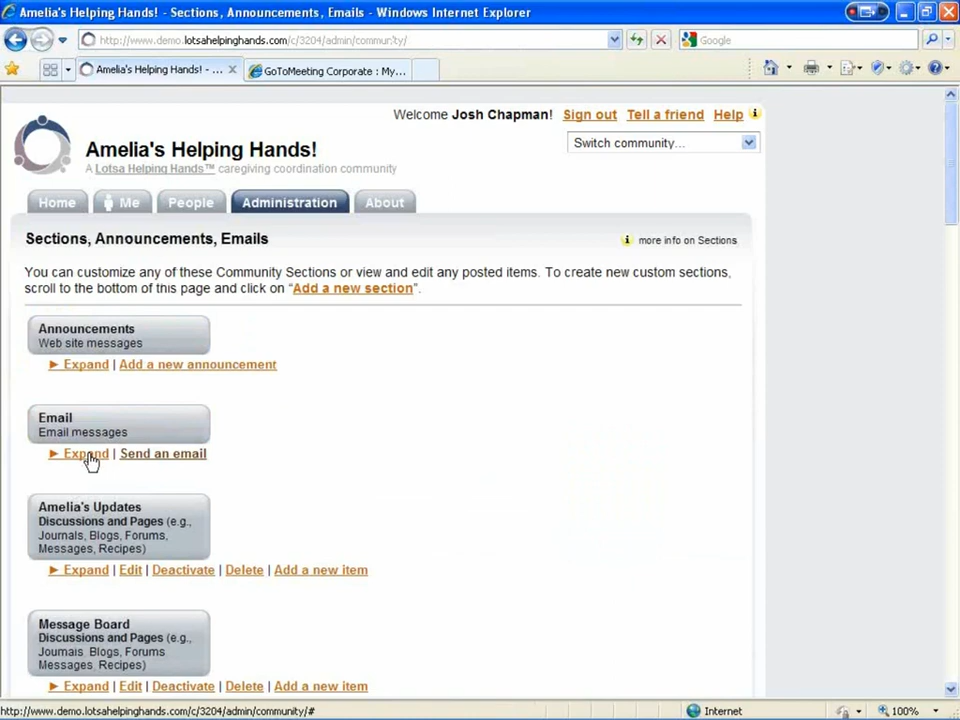 Amelia's Helping Hands! - Sections, Announcements, Emails - Windows Internet Explorer
http://www.demo.lotsahelpinghands.com/c/3204/admin/community/
Google
Amelia's Helping Hands! - ...
GoToMeeting Corporate : My...
Welcome Josh Chapman! Sign out Tell a friend Help i
Switch community...
Amelia's Helping Hands!
A Lotsa Helping Hands™ caregiving coordination community
Home Me People Administration About
Sections, Announcements, Emails
i more info on Sections
You can customize any of these Community Sections or view and edit any posted items. To create new custom sections,
scroll to the bottom of this page and click on “Add a new section”.
Announcements
Web site messages
► Expand | Add a new announcement
Email
Email messages
► Expand | Send an email
Amelia's Updates
Discussions and Pages (e.g.,
Journals, Blogs, Forums,
Messages, Recipes)
► Expand | Edit | Deactivate | Delete | Add a new item
Message Board
Discussions and Pages (e.g.,
Journals, Blogs, Forums
Messages, Recipes)
► Expand | Edit | Deactivate | Delete | Add a new item
http://www.demo.lotsahelpinghands.com/c/3204/admin/community/#
Internet
100%